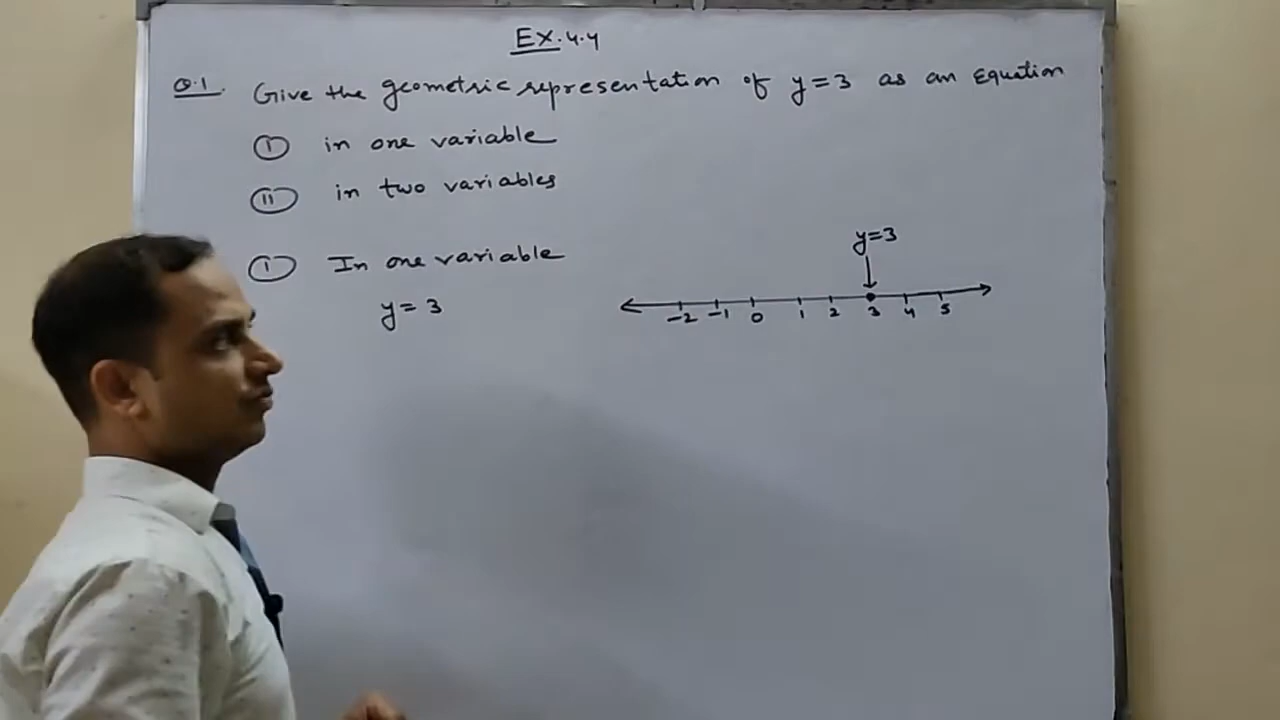 Ex. 4.4
Q.1. Give the geometric representation of y=3 as an Equation
(i) in one variable
(ii) in two variables
(i) In one variable
y=3
y=3
-2 -1 0 1 2 3 4 5